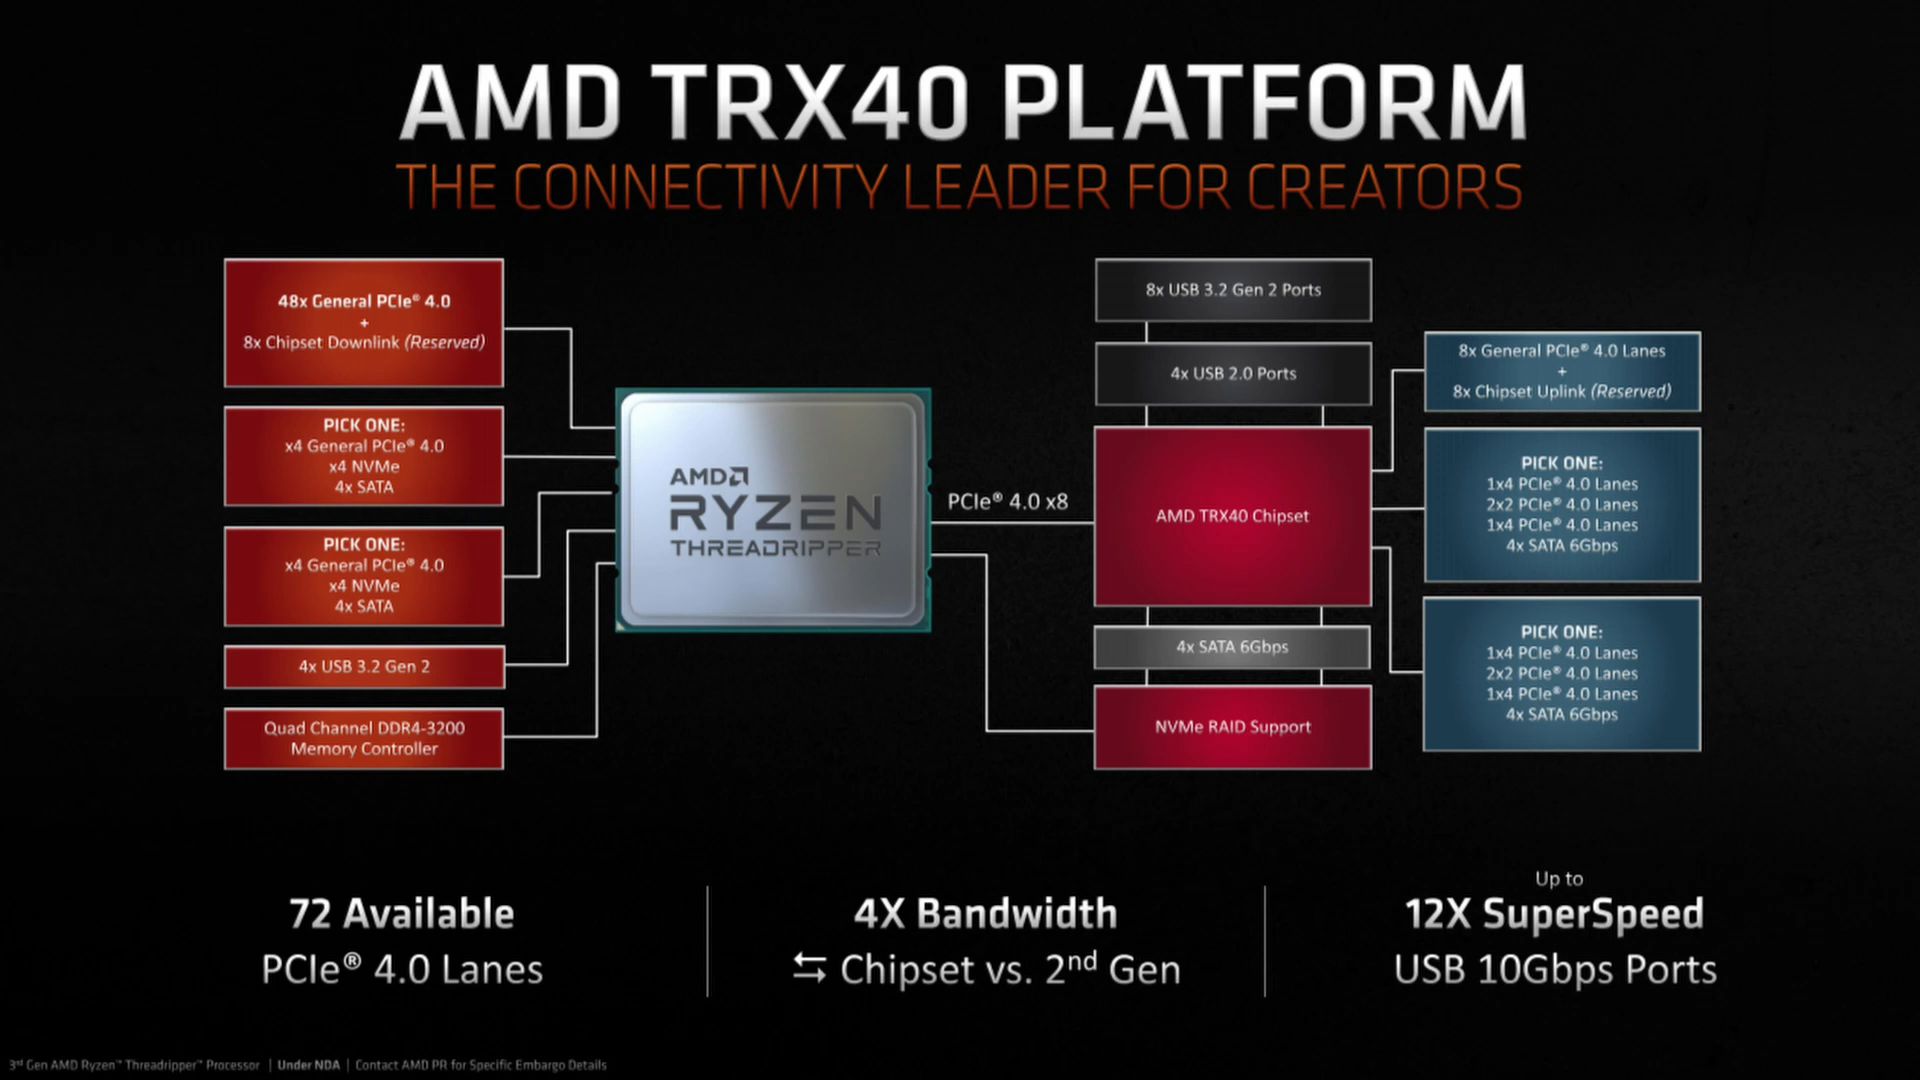 AMD TRX40 PLATFORM
THE CONNECTIVITY LEADER FOR CREATORS
48x General PCIe® 4.0
+
8x Chipset Downlink (Reserved)
PICK ONE:
x4 General PCIe® 4.0
x4 NVMe
4x SATA
PICK ONE:
x4 General PCIe® 4.0
x4 NVMe
4x SATA
4x USB 3.2 Gen 2
Quad Channel DDR4-3200
Memory Controller
AMD
RYZEN
THREADRIPPER
PCIe® 4.0 x8
8x USB 3.2 Gen 2 Ports
4x USB 2.0 Ports
AMD TRX40 Chipset
4x SATA 6Gbps
NVMe RAID Support
8x General PCIe® 4.0 Lanes
+
8x Chipset Uplink (Reserved)
PICK ONE:
1x4 PCIe® 4.0 Lanes
2x2 PCIe® 4.0 Lanes
1x4 PCIe® 4.0 Lanes
4x SATA 6Gbps
PICK ONE:
1x4 PCIe® 4.0 Lanes
2x2 PCIe® 4.0 Lanes
1x4 PCIe® 4.0 Lanes
4x SATA 6Gbps
72 Available
PCIe® 4.0 Lanes
4X Bandwidth
⇆ Chipset vs. 2nd Gen
Up to
12X SuperSpeed
USB 10Gbps Ports
3rd Gen AMD Ryzen™ Threadripper™ Processor | Under NDA | Contact AMD PR for Specific Embargo Details